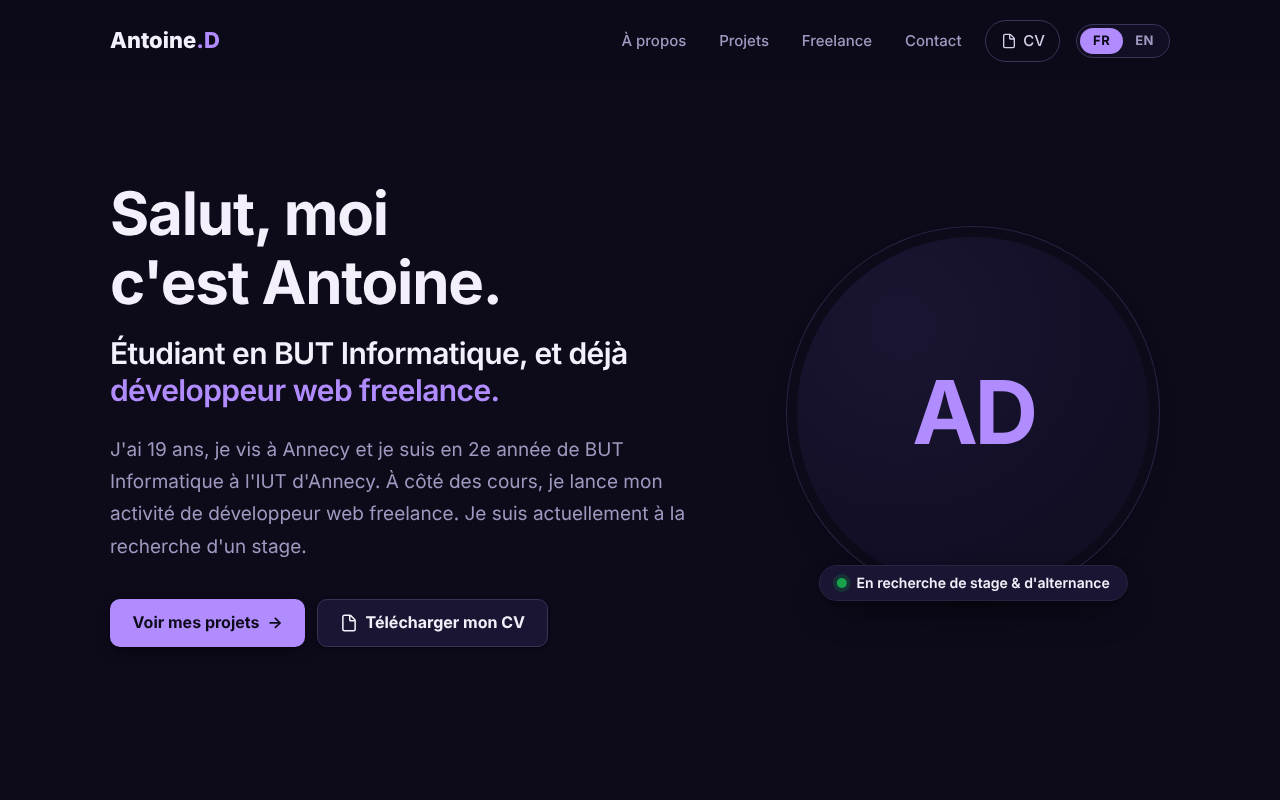 Antoine.D
À propos
Projets
Freelance
Contact
CV
FR
EN
Salut, moi
c'est Antoine.
Étudiant en BUT Informatique, et déjà
développeur web freelance.
J'ai 19 ans, je vis à Annecy et je suis en 2e année de BUT
Informatique à l'IUT d'Annecy. À côté des cours, je lance mon
activité de développeur web freelance. Je suis actuellement à la
recherche d'un stage.
Voir mes projets →
Télécharger mon CV
AD
En recherche de stage & d'alternance